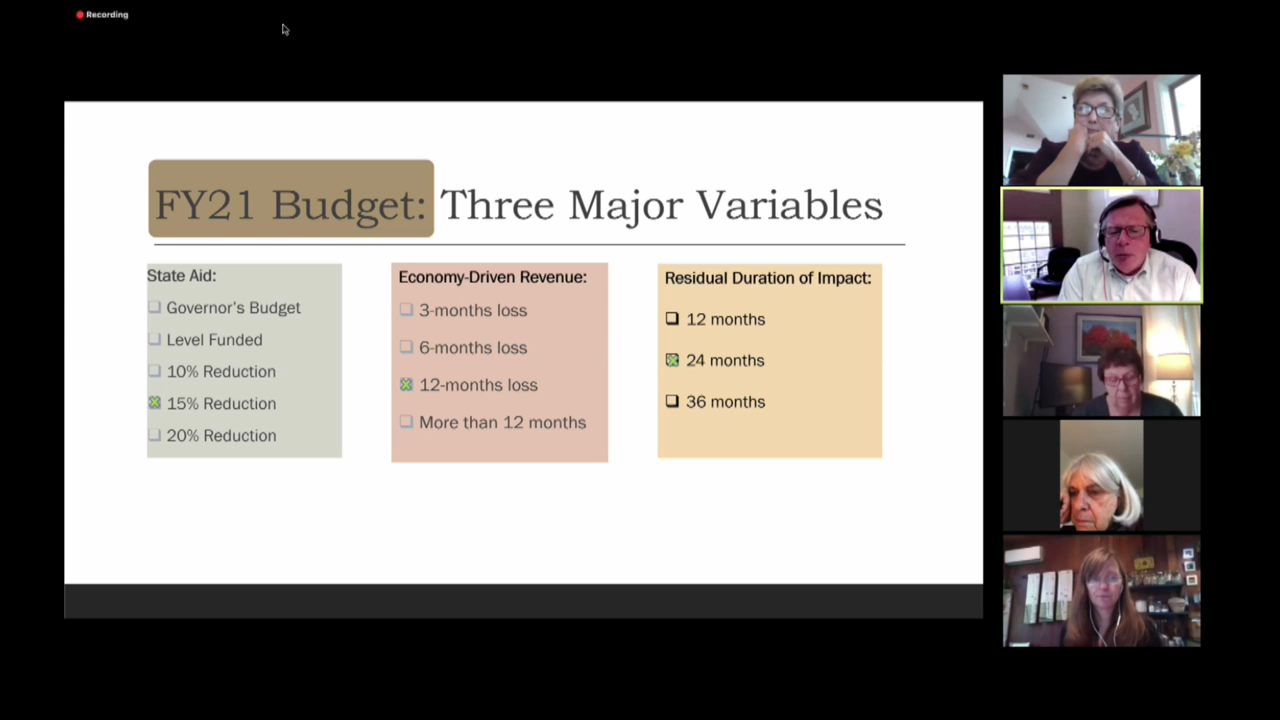 Recording
FY21 Budget: Three Major Variables
State Aid:
Governor's Budget
Level Funded
10% Reduction
15% Reduction
20% Reduction
Economy-Driven Revenue:
3-months loss
6-months loss
12-months loss
More than 12 months
Residual Duration of Impact:
12 months
24 months
36 months